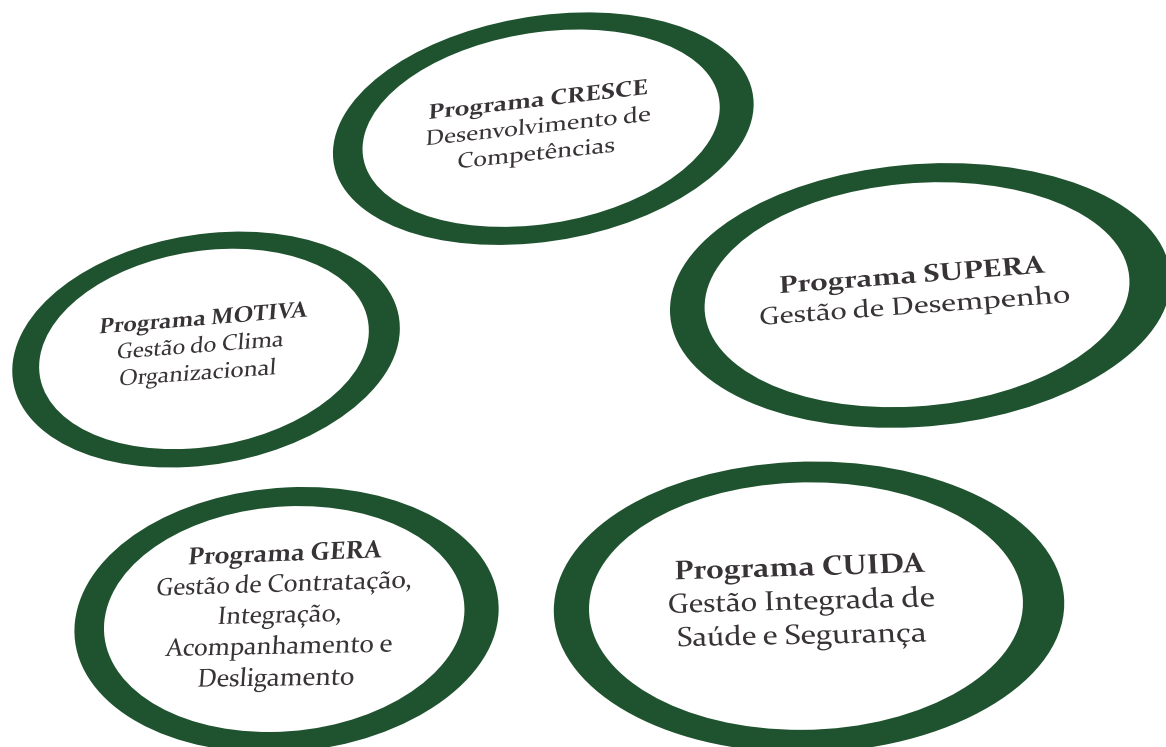 Programa CRESCE
Desenvolvimento de
Competências
Programa SUPERA
Gestão de Desempenho
Programa MOTIVA
Gestão do Clima
Organizacional
Programa GERA
Gestão de Contratação,
Integração,
Acompanhamento e
Desligamento
Programa CUIDA
Gestão Integrada de
Saúde e Segurança